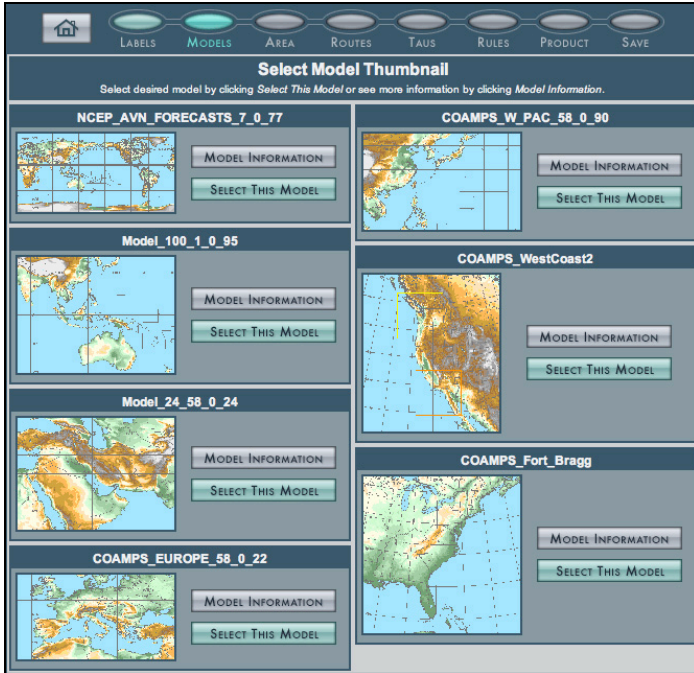 LABELS MODELS AREA ROUTES TAUS RULES PRODUCT SAVE
Select Model Thumbnail
Select desired model by clicking Select This Model or see more information by clicking Model Information.
NCEP_AVN_FORECASTS_7_0_77
MODEL INFORMATION
SELECT THIS MODEL
Model_100_1_0_95
MODEL INFORMATION
SELECT THIS MODEL
Model_24_58_0_24
MODEL INFORMATION
SELECT THIS MODEL
COAMPS_EUROPE_58_0_22
MODEL INFORMATION
SELECT THIS MODEL
COAMPS_W_PAC_58_0_90
MODEL INFORMATION
SELECT THIS MODEL
COAMPS_WestCoast2
MODEL INFORMATION
SELECT THIS MODEL
COAMPS_Fort_Bragg
MODEL INFORMATION
SELECT THIS MODEL